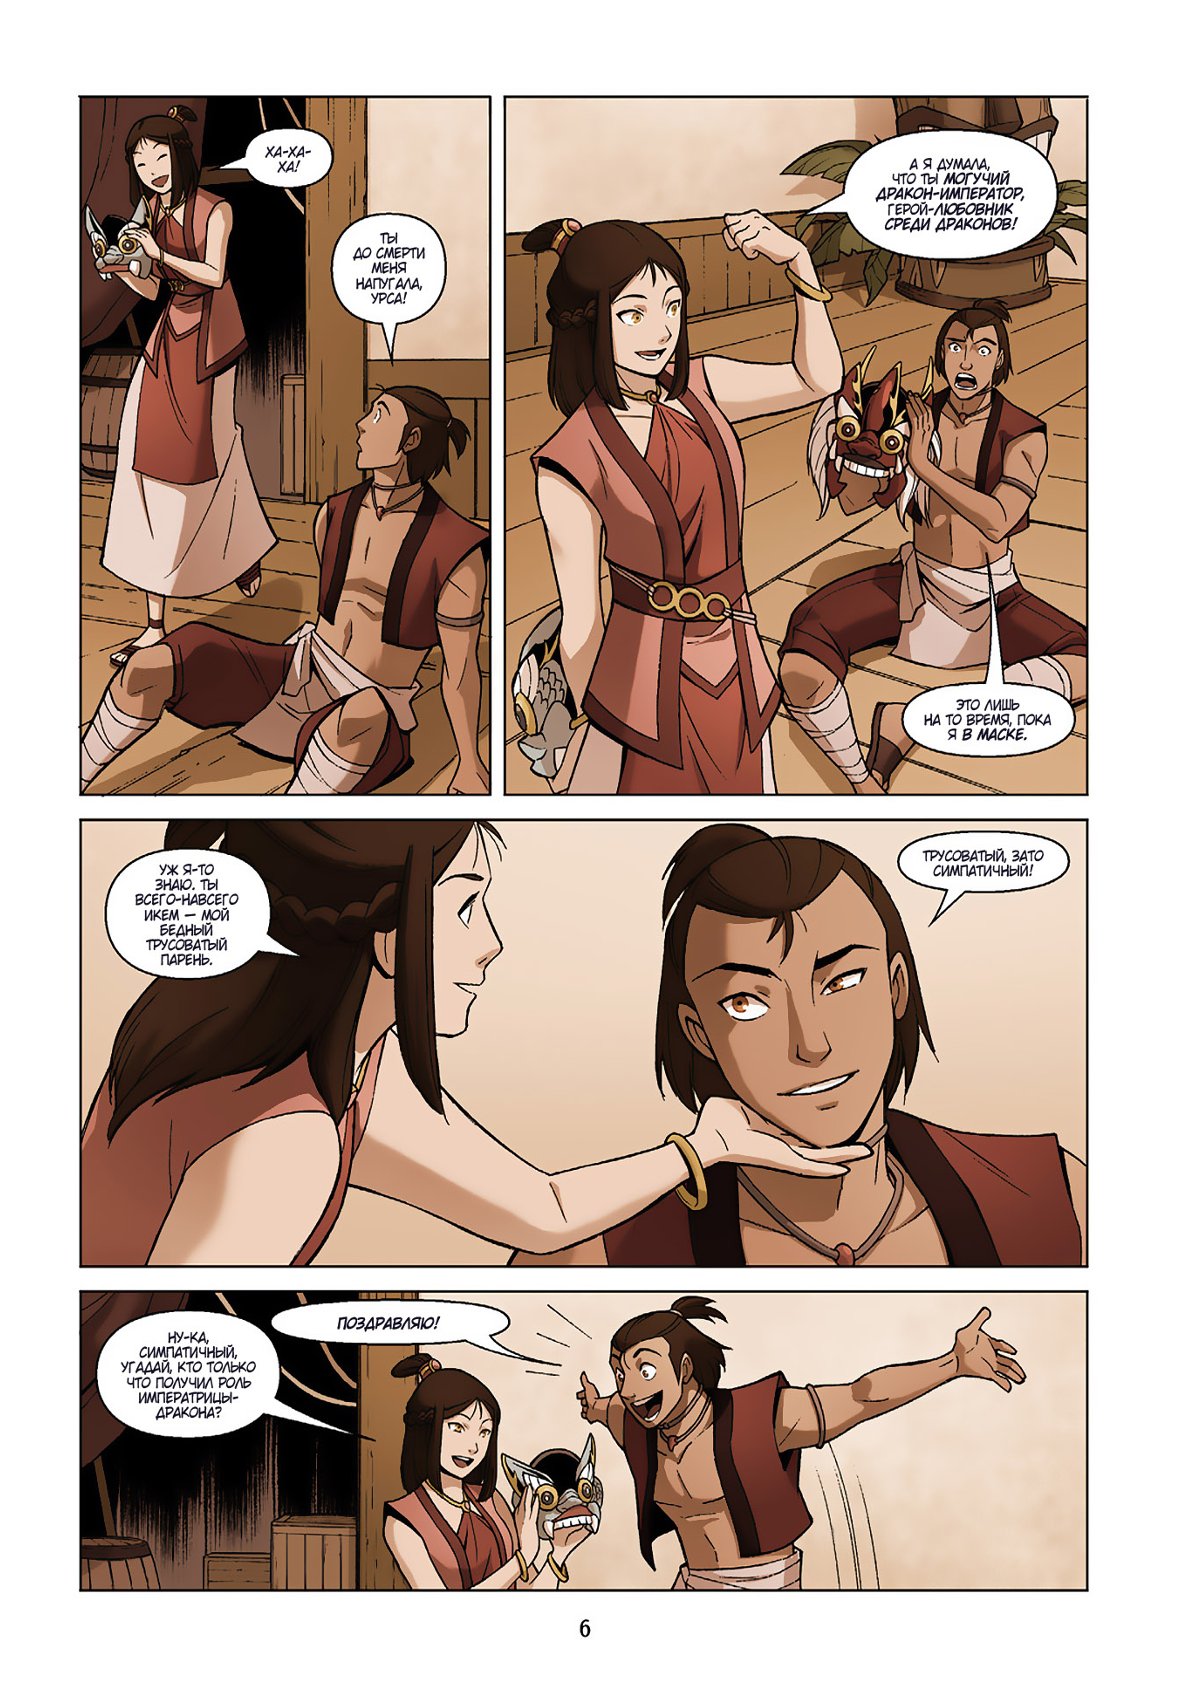 ХА-ХА-
ХА!
ТЫ
ДО СМЕРТИ
МЕНЯ
НАПУГАЛА,
УРСА!
А Я ДУМАЛА,
ЧТО ТЫ МОГУЧИЙ
ДРАКОН-ИМПЕРАТОР,
ГЕРОЙ-ЛЮБОВНИК
СРЕДИ ДРАКОНОВ!
ЭТО ЛИШЬ
НА ТО ВРЕМЯ, ПОКА
Я В МАСКЕ.
УЖ Я-ТО
ЗНАЮ. ТЫ
ВСЕГО-НАВСЕГО
ИКЕМ — МОЙ
БЕДНЫЙ
ТРУСОВАТЫЙ
ПАРЕНЬ.
ТРУСОВАТЫЙ, ЗАТО
СИМПАТИЧНЫЙ!
НУ-КА,
СИМПАТИЧНЫЙ,
УГАДАЙ, КТО ТОЛЬКО
ЧТО ПОЛУЧИЛ РОЛЬ
ИМПЕРАТРИЦЫ-
ДРАКОНА?
ПОЗДРАВЛЯЮ!
6